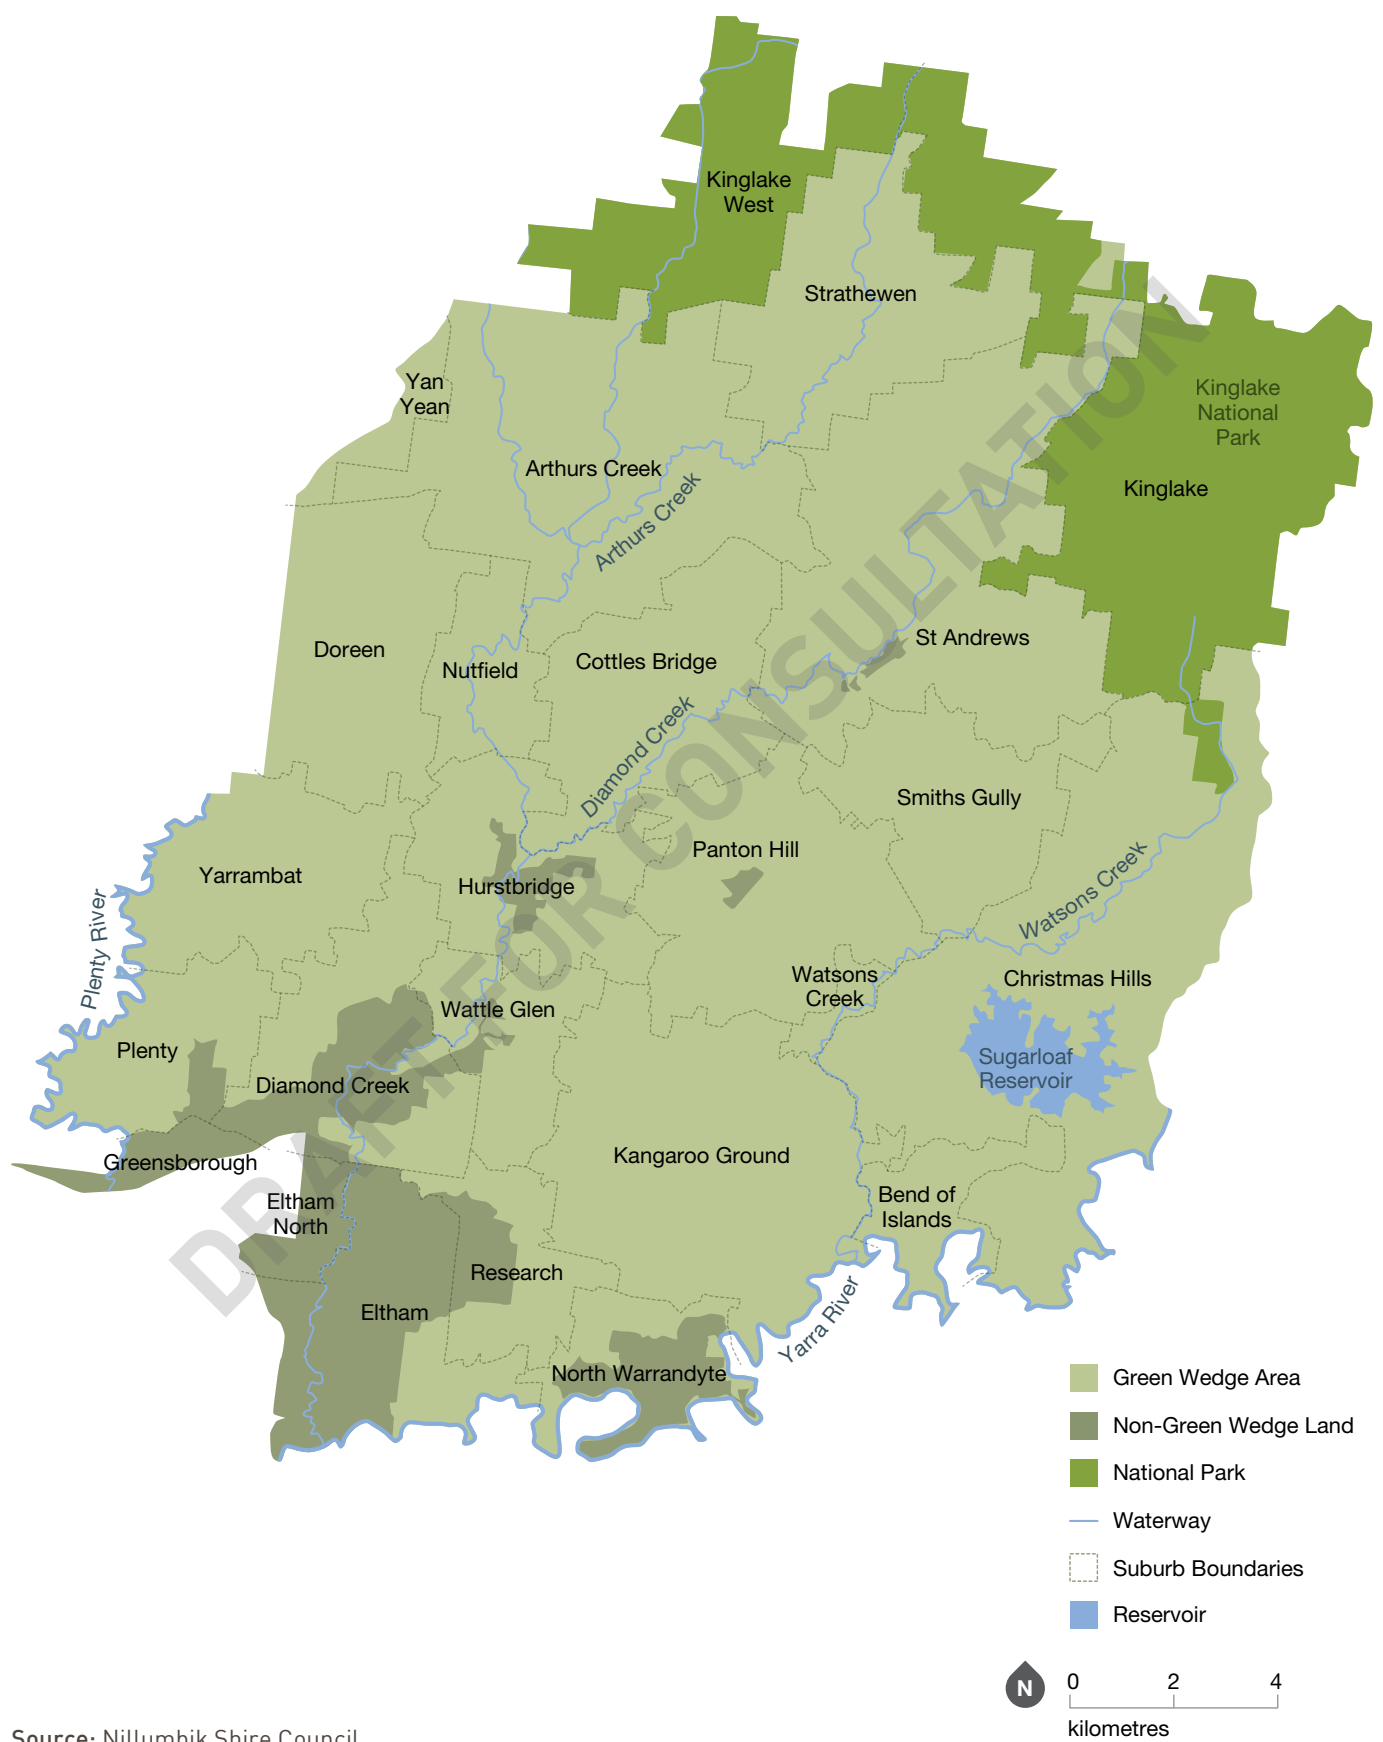 Kinglake
West
Strathewen
Yan
Yean
Kinglake
National
Park
Arthurs Creek
Kinglake
Arthurs Creek
St Andrews
Doreen
Nutfield
Cottles Bridge
Diamond Creek
Smiths Gully
Panton Hill
Yarrambat
Hurstbridge
Watsons Creek
Plenty River
Watsons
Creek
Christmas Hills
Wattle Glen
Plenty
Sugarloaf
Reservoir
Diamond Creek
Greensborough
Kangaroo Ground
Eltham
North
Bend of
Islands
Research
Eltham
Yarra River
North Warrandyte
DRAFT FOR CONSULTATION
Green Wedge Area
Non-Green Wedge Land
National Park
Waterway
Suburb Boundaries
Reservoir
N
0 2 4
kilometres
Source: Nillumbik Shire Council